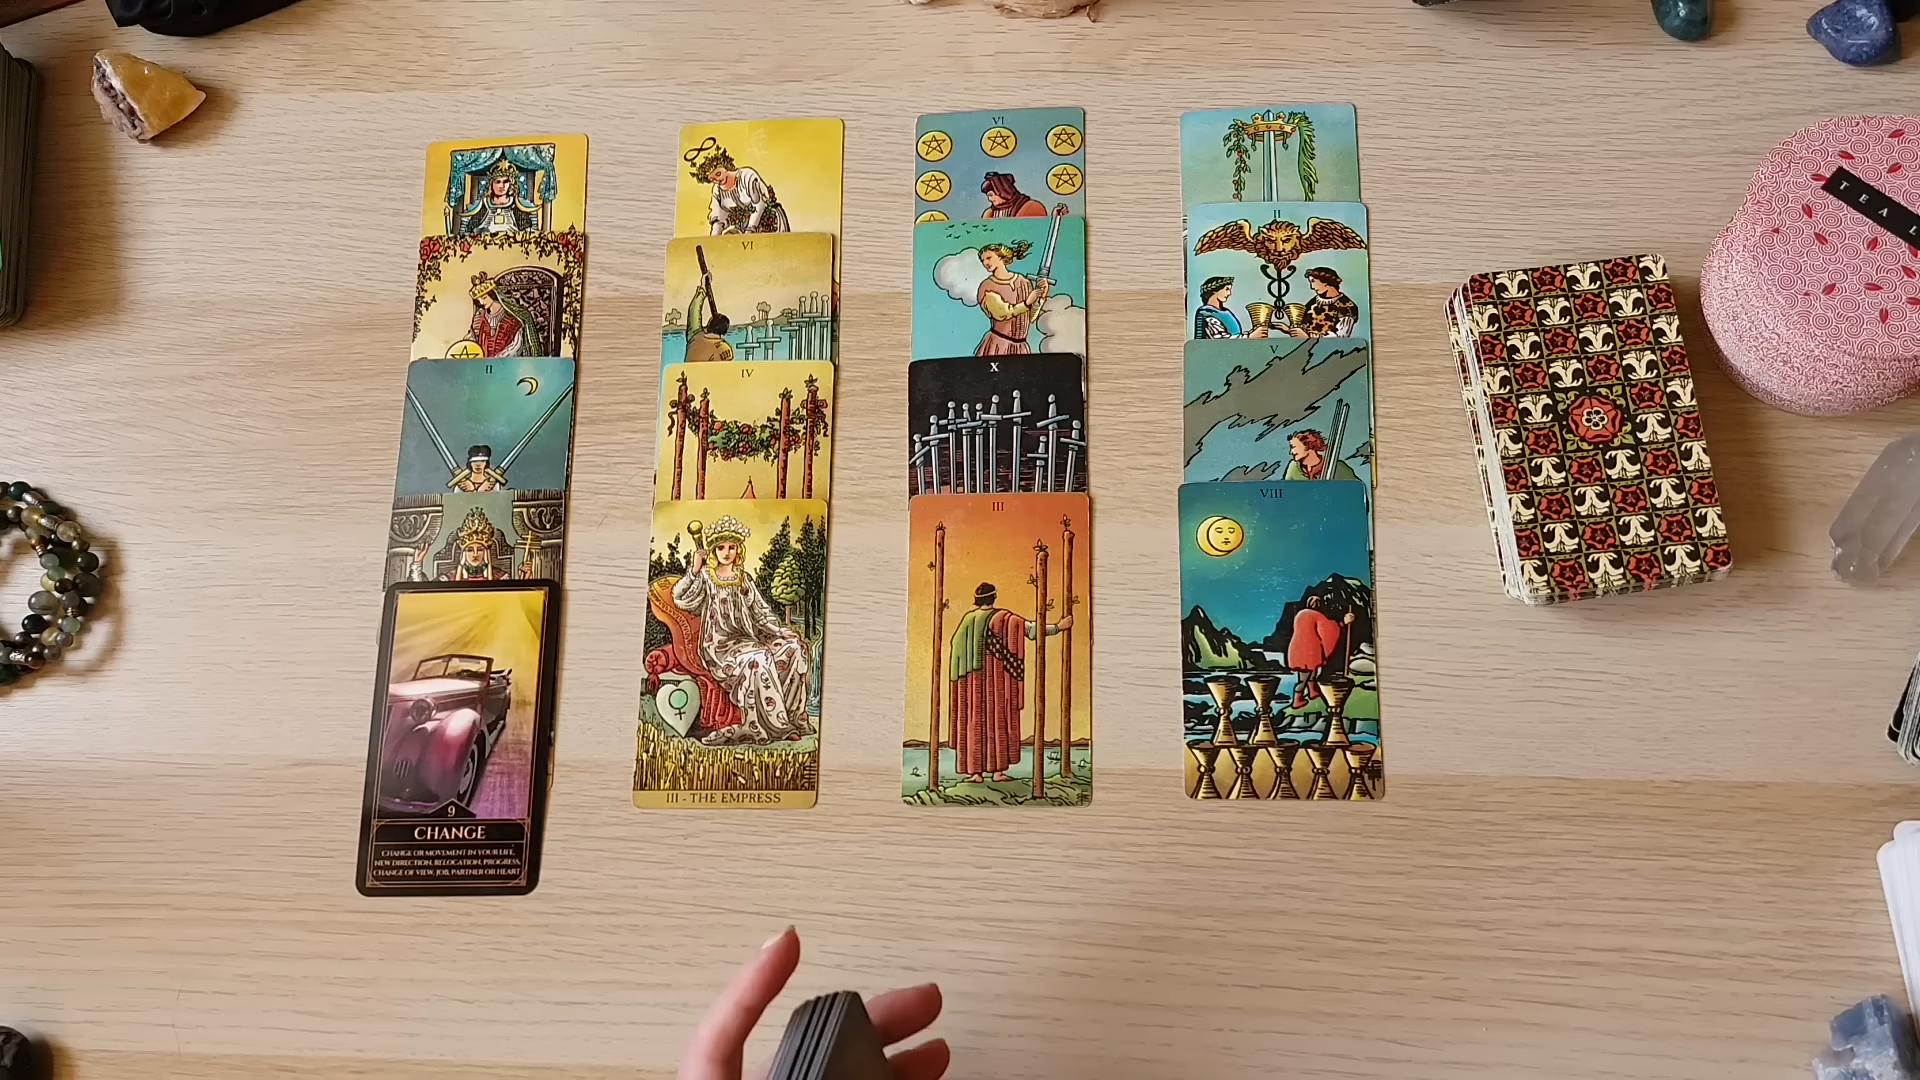 VI
II
VI
II
IV
X
V
III
VIII
III - THE EMPRESS
9
CHANGE
CHANGE OR MOVEMENT IN YOUR LIFE,
NEW DIRECTION, RELOCATION, PROGRESS,
CHANGE OF VIEW, JOB, PARTNER OR HEART
TEA